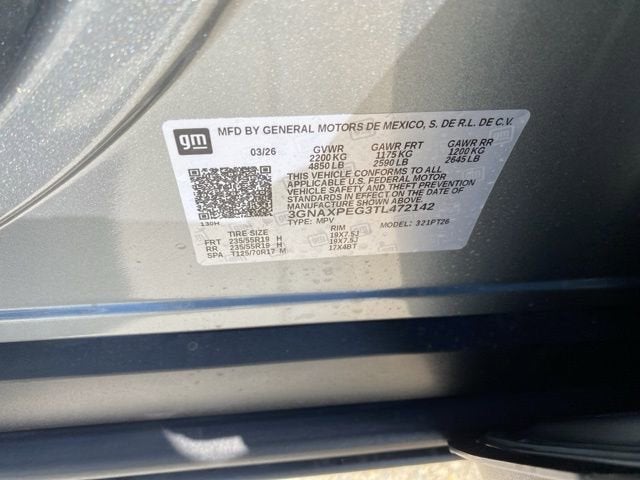 gm
MFD BY GENERAL MOTORS DE MEXICO, S. DE R.L. DE C.V.
03/26 GVWR GAWR FRT GAWR RR
2200 KG 1175 KG 1200 KG
4850 LB 2590 LB 2645 LB
THIS VEHICLE CONFORMS TO ALL
APPLICABLE U.S. FEDERAL MOTOR
VEHICLE SAFETY AND THEFT PREVENTION
STANDARDS IN EFFECT ON THE DATE OF
MANUFACTURE SHOWN ABOVE.
3GNAXPEG3TL472142
TYPE: MPV MODEL: 321PT26
TIRE SIZE RIM
FRT 235/55R19 H 19X7.5J
RR 235/55R19 H 19X7.5J
SPA T125/70R17 M 17X4BT